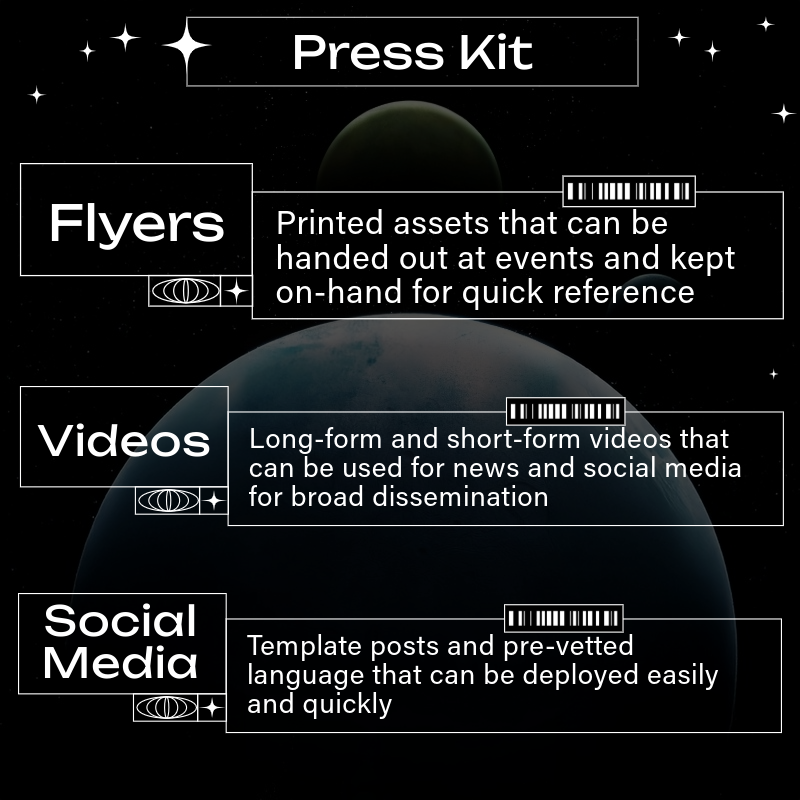 Press Kit
Flyers
Printed assets that can be
handed out at events and kept
on-hand for quick reference
Videos
Long-form and short-form videos that
can be used for news and social media
for broad dissemination
Social
Media
Template posts and pre-vetted
language that can be deployed easily
and quickly